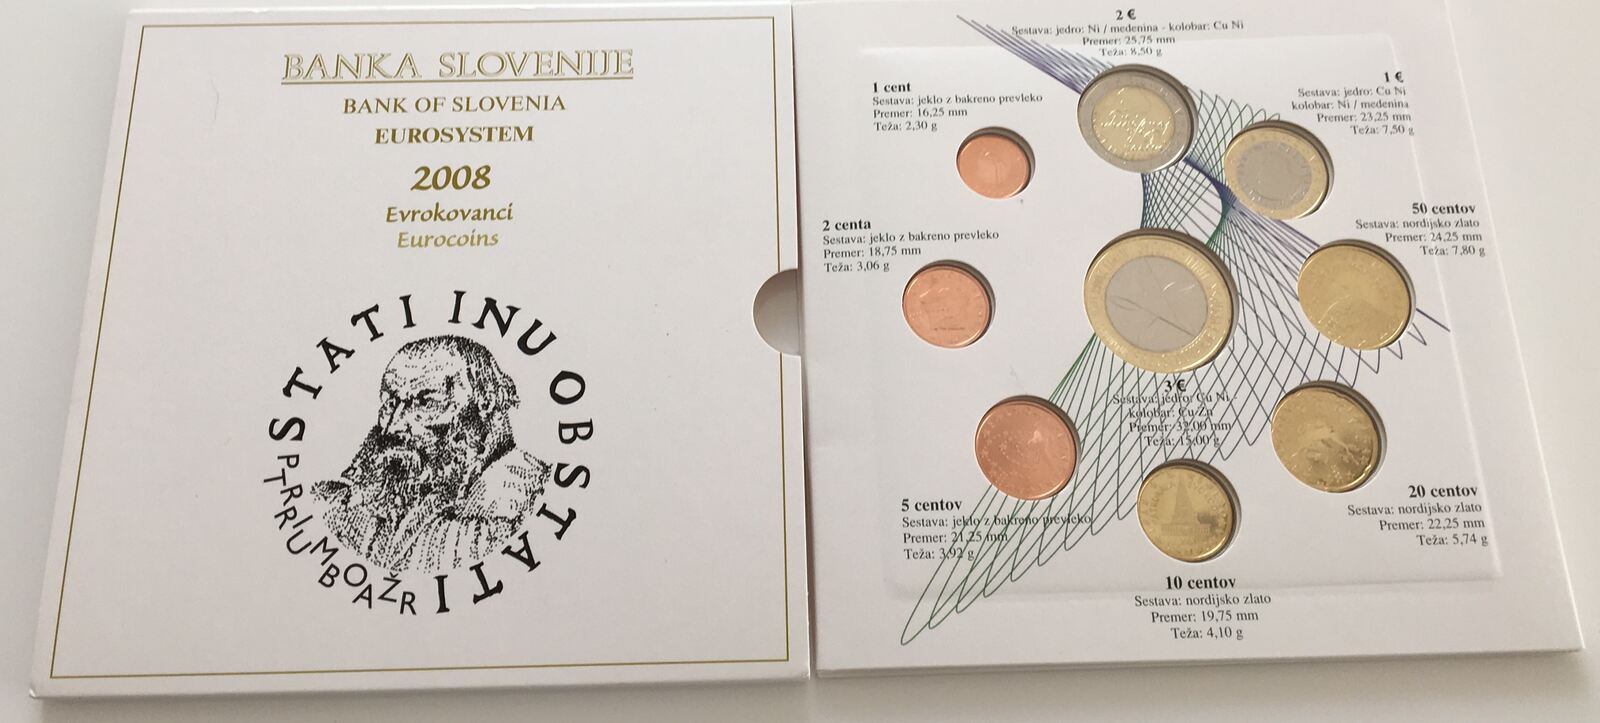 BANKA SLOVENIJE
BANK OF SLOVENIA
EUROSYSTEM
2008
Evrokovanci
Eurocoins
STATI INU OBSTATI
PRIMOŽ
TRUBAR
2 €
Sestava: jedro: Ni / medenina - kolobar: Cu Ni
Premer: 25,75 mm
Teža: 8,50 g
1 €
Sestava: jedro: Cu Ni
kolobar: Ni / medenina
Premer: 23,25 mm
Teža: 7,50 g
1 cent
Sestava: jeklo z bakreno prevleko
Premer: 16,25 mm
Teža: 2,30 g
50 centov
Sestava: nordijsko zlato
Premer: 24,25 mm
Teža: 7,80 g
2 centa
Sestava: jeklo z bakreno prevleko
Premer: 18,75 mm
Teža: 3,06 g
3 €
Sestava: jedro: Cu Ni -
kolobar: Cu Zn
Premer: 32,00 mm
Teža: 15,00 g
5 centov
Sestava: jeklo z bakreno prevleko
Premer: 21,25 mm
Teža: 3,92 g
20 centov
Sestava: nordijsko zlato
Premer: 22,25 mm
Teža: 5,74 g
10 centov
Sestava: nordijsko zlato
Premer: 19,75 mm
Teža: 4,10 g